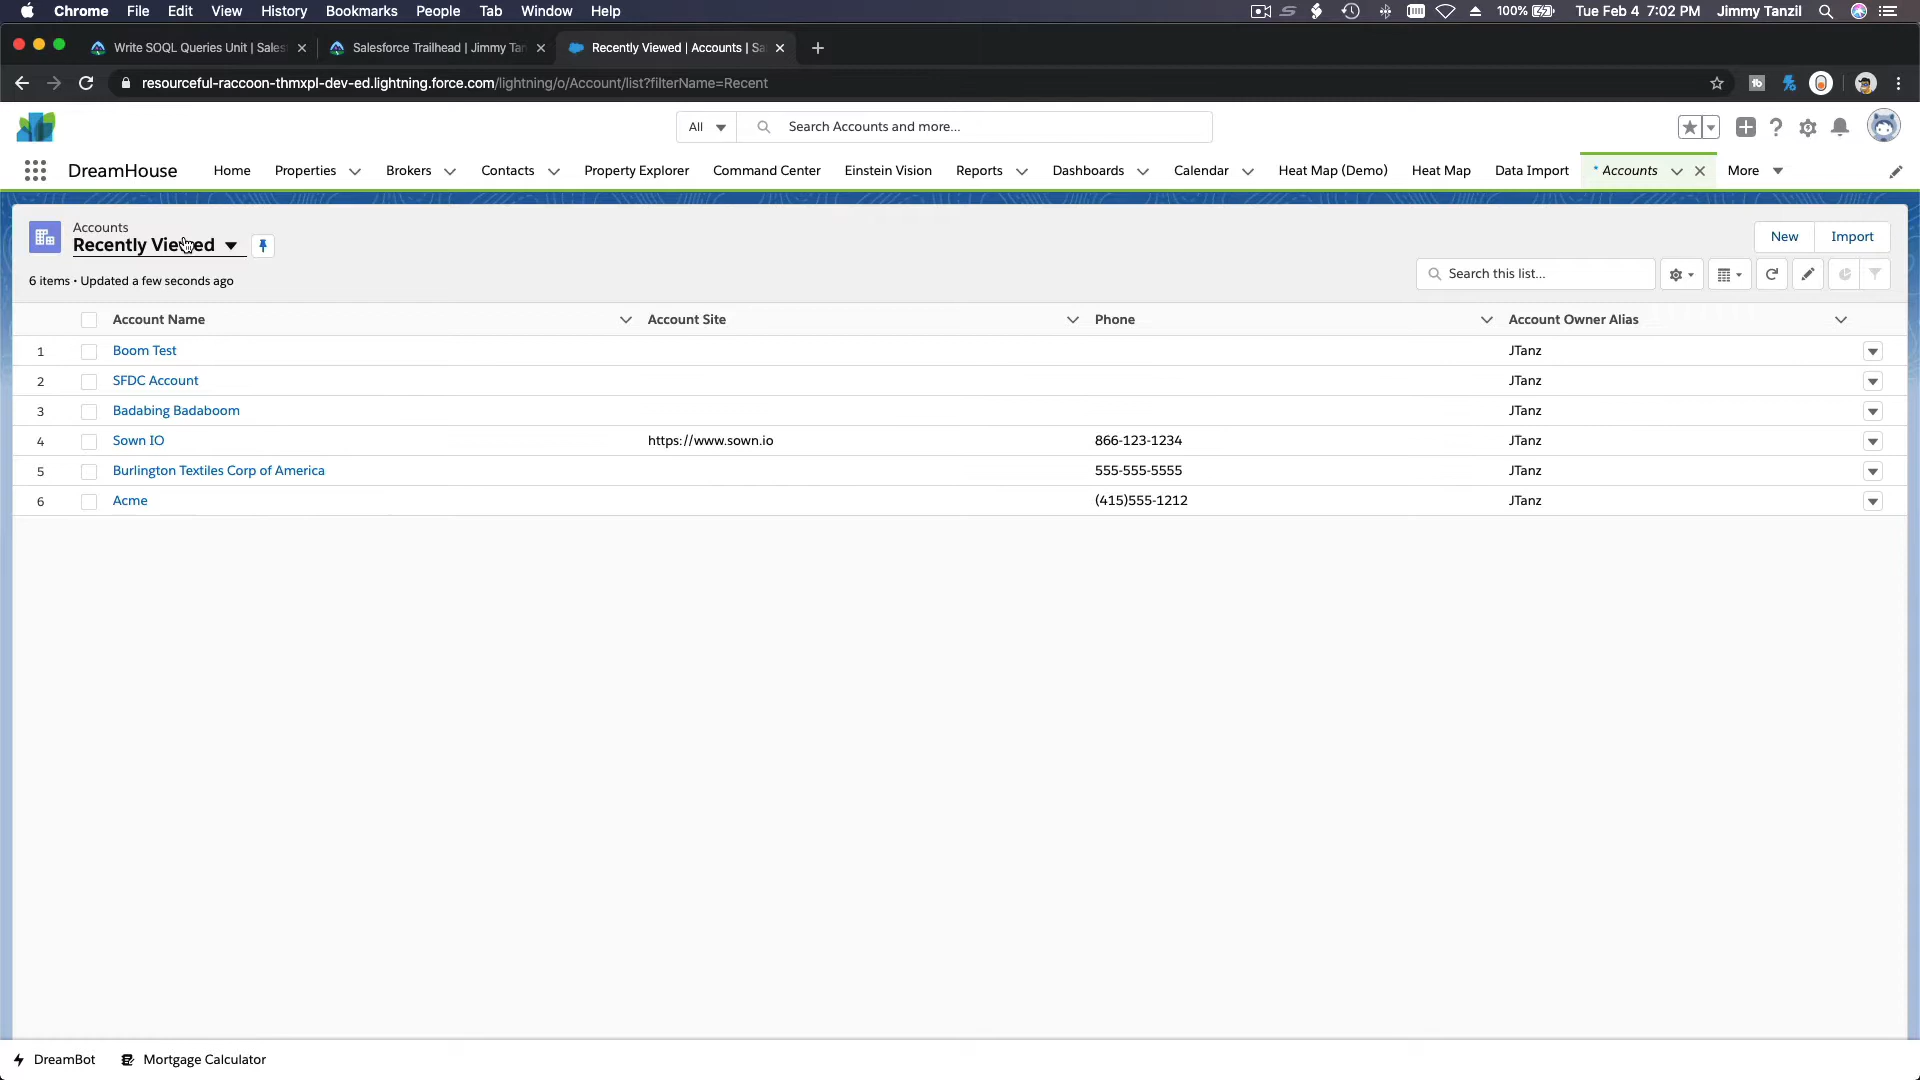 Chrome File Edit View History Bookmarks People Tab Window Help 100% Tue Feb 4 7:02 PM Jimmy Tanzil
Write SOQL Queries Unit | Sales Salesforce Trailhead | Jimmy Tan Recently Viewed | Accounts | Sa
resourceful-raccoon-thmxpl-dev-ed.lightning.force.com/lightning/o/Account/list?filterName=Recent
All Search Accounts and more...
DreamHouse Home Properties Brokers Contacts Property Explorer Command Center Einstein Vision Reports Dashboards Calendar Heat Map (Demo) Heat Map Data Import * Accounts More
Accounts
Recently Viewed
New Import
6 items • Updated a few seconds ago
Search this list...
Account Name Account Site Phone Account Owner Alias
1 Boom Test JTanz
2 SFDC Account JTanz
3 Badabing Badaboom JTanz
4 Sown IO https://www.sown.io 866-123-1234 JTanz
5 Burlington Textiles Corp of America 555-555-5555 JTanz
6 Acme (415)555-1212 JTanz
DreamBot Mortgage Calculator